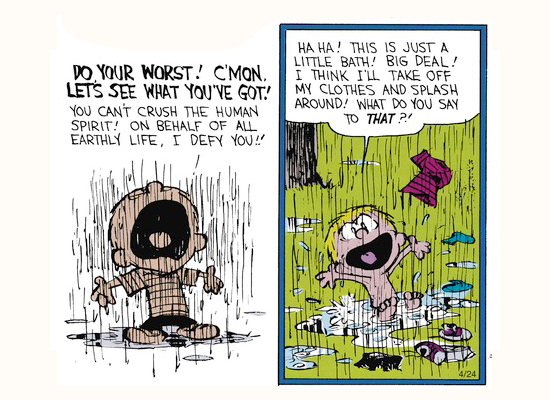 DO YOUR WORST! C'MON,
LET'S SEE WHAT YOU'VE GOT!
YOU CAN'T CRUSH THE HUMAN
SPIRIT! ON BEHALF OF ALL
EARTHLY LIFE, I DEFY YOU!!
HA HA! THIS IS JUST A
LITTLE BATH! BIG DEAL!
I THINK I'LL TAKE OFF
MY CLOTHES AND SPLASH
AROUND! WHAT DO YOU SAY
TO THAT?!
4/24